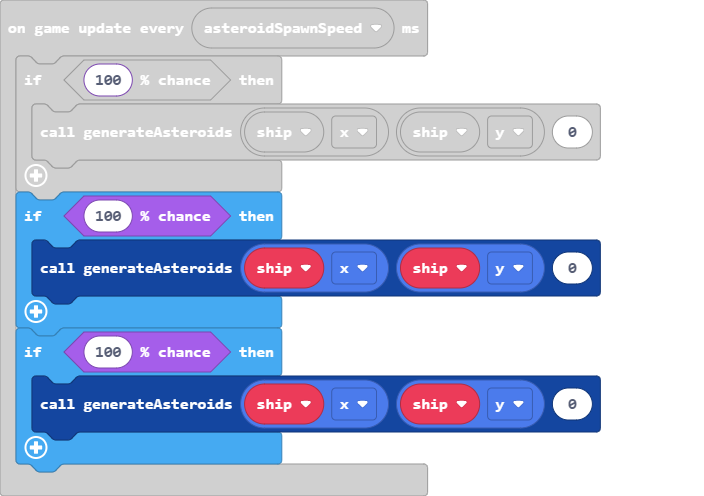 on game update every asteroidSpawnSpeed ms
if 100 % chance then
call generateAsteroids ship x ship y 0
if 100 % chance then
call generateAsteroids ship x ship y 0
if 100 % chance then
call generateAsteroids ship x ship y 0